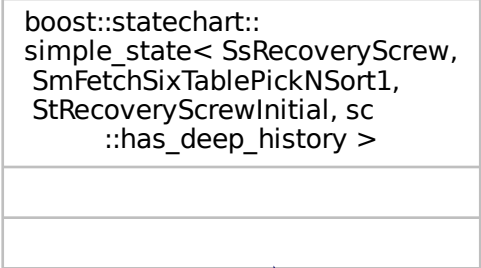 boost::statechart::
simple_state< SsRecoveryScrew,
SmFetchSixTablePickNSort1,
StRecoveryScrewInitial, sc
::has_deep_history >